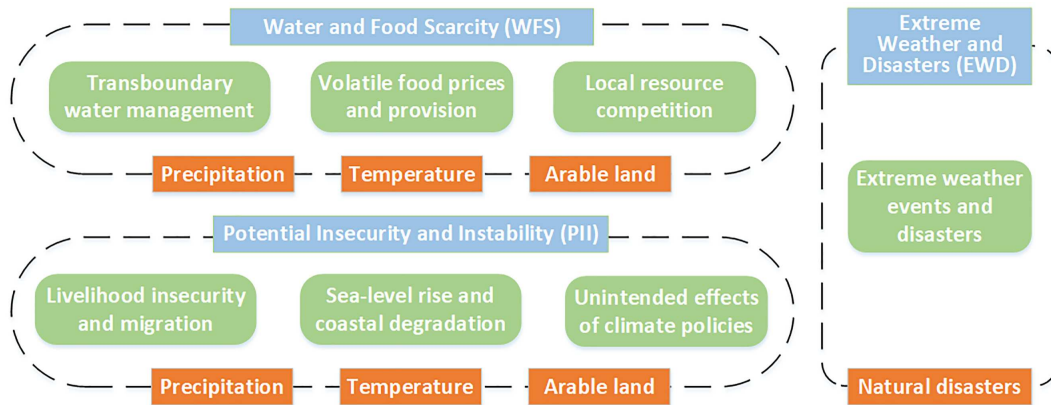 Water and Food Scarcity (WFS)
Transboundary
water management
Volatile food prices
and provision
Local resource
competition
Precipitation
Temperature
Arable land
Potential Insecurity and Instability (PII)
Livelihood insecurity
and migration
Sea-level rise and
coastal degradation
Unintended effects
of climate policies
Precipitation
Temperature
Arable land
Extreme
Weather and
Disasters (EWD)
Extreme weather
events and
disasters
Natural disasters